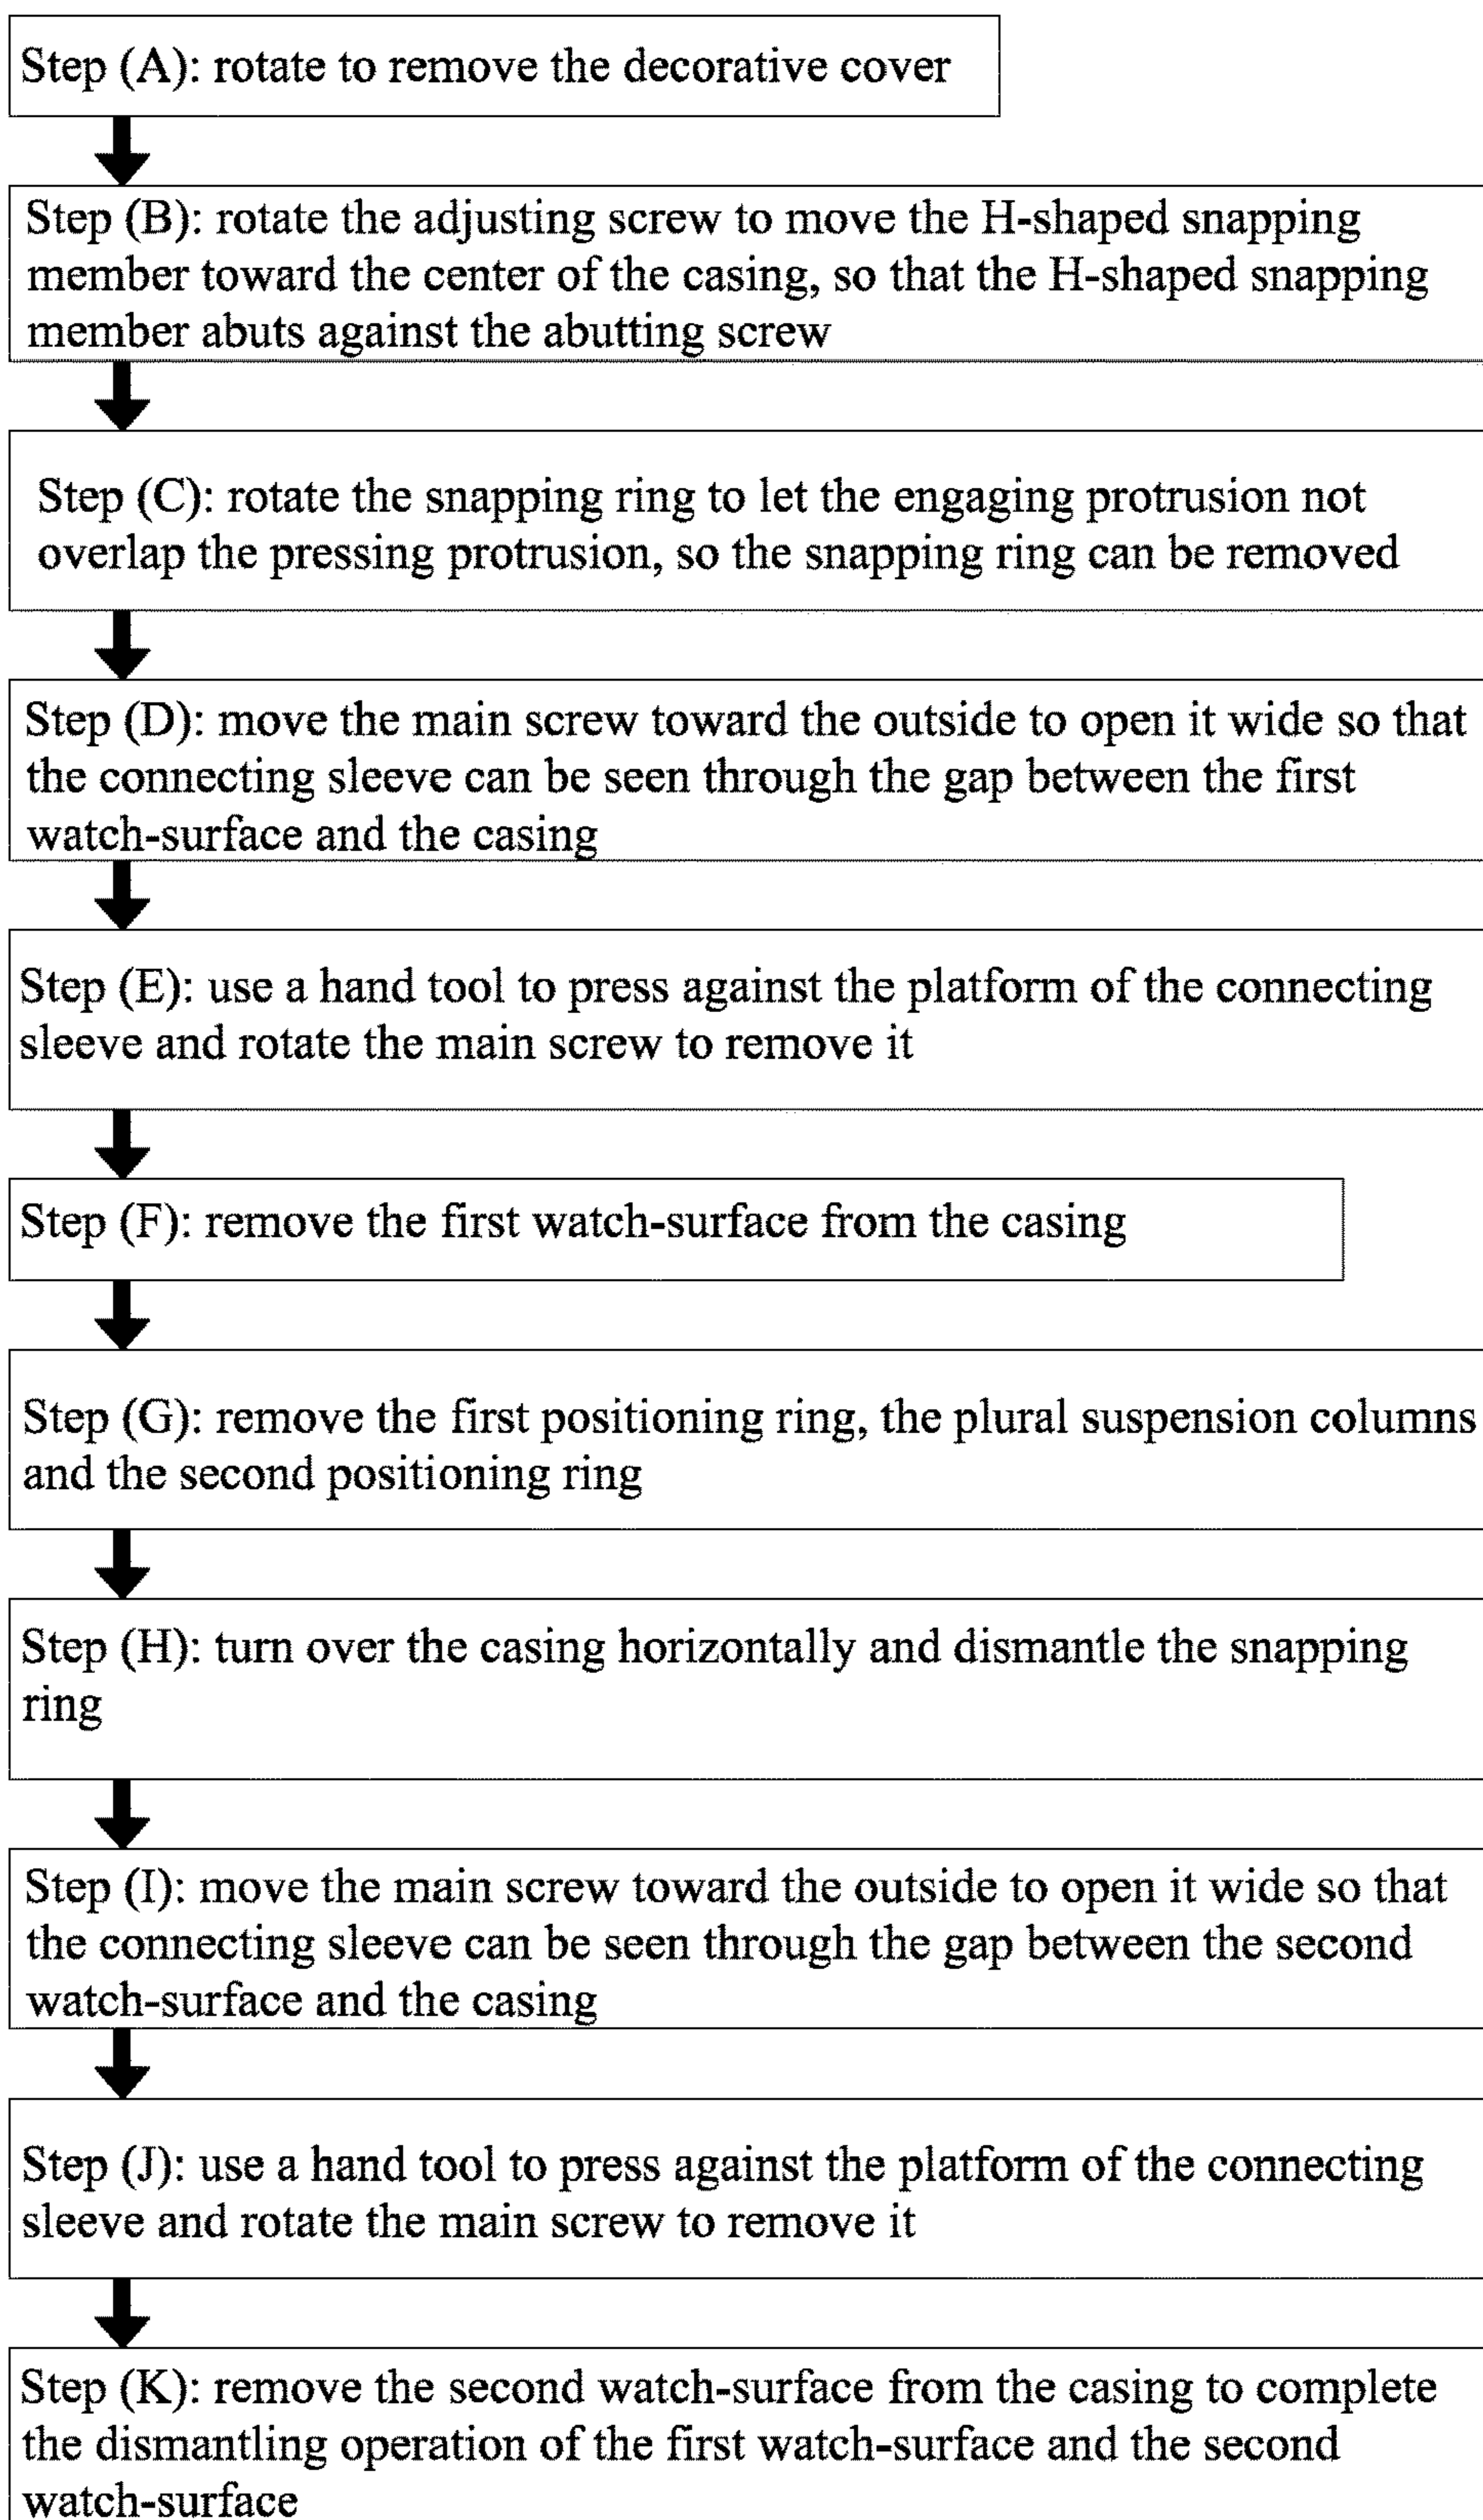 Step (A): rotate to remove the decorative cover
Step (B): rotate the adjusting screw to move the H-shaped snapping
member toward the center of the casing, so that the H-shaped snapping
member abuts against the abutting screw
Step (C): rotate the snapping ring to let the engaging protrusion not
overlap the pressing protrusion, so the snapping ring can be removed
Step (D): move the main screw toward the outside to open it wide so that
the connecting sleeve can be seen through the gap between the first
watch-surface and the casing
Step (E): use a hand tool to press against the platform of the connecting
sleeve and rotate the main screw to remove it
Step (F): remove the first watch-surface from the casing
Step (G): remove the first positioning ring, the plural suspension columns
and the second positioning ring
Step (H): turn over the casing horizontally and dismantle the snapping
ring
Step (I): move the main screw toward the outside to open it wide so that
the connecting sleeve can be seen through the gap between the second
watch-surface and the casing
Step (J): use a hand tool to press against the platform of the connecting
sleeve and rotate the main screw to remove it
Step (K): remove the second watch-surface from the casing to complete
the dismantling operation of the first watch-surface and the second
watch-surface